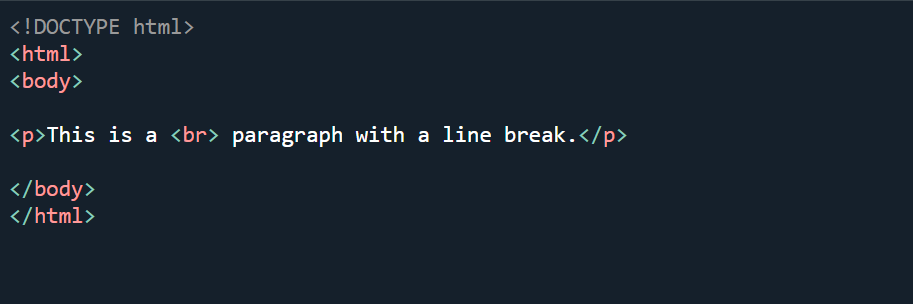 <!DOCTYPE html>
<html>
<body>
<p>This is a <br> paragraph with a line break.</p>
</body>
</html>